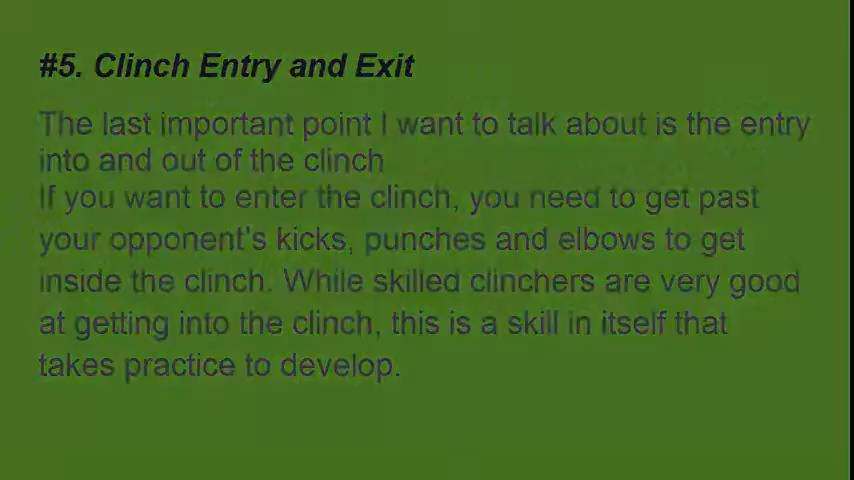 #5. Clinch Entry and Exit
The last important point I want to talk about is the entry
into and out of the clinch
If you want to enter the clinch, you need to get past
your opponent's kicks, punches and elbows to get
inside the clinch. While skilled clinchers are very good
at getting into the clinch, this is a skill in itself that
takes practice to develop.